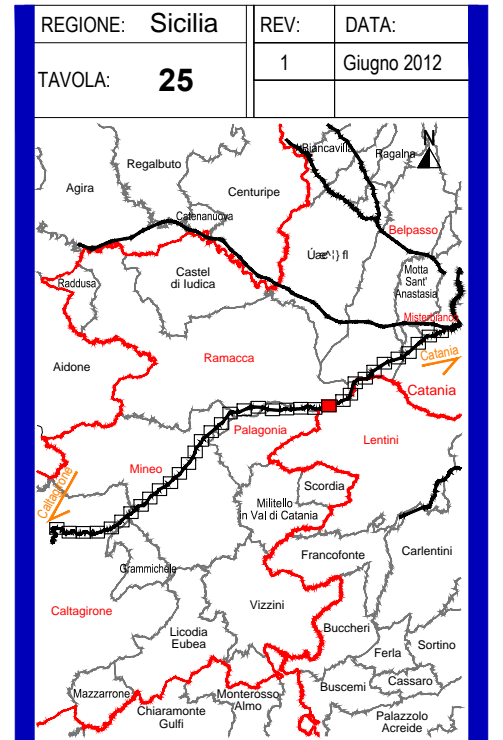 REGIONE: Sicilia
REV:
DATA:
TAVOLA: 25
1
Giugno 2012
N
Biancavilla
Ragalna
Regalbuto
Agira
Centuripe
Catenanuova
Belpasso
Motta
Sant'
Anastasia
Raddusa
Castel
di Iudica
Misterbianco
Ramacca
Catania
Aidone
Catania
Palagonia
Lentini
Mineo
Scordia
Caltagirone
Militello
in Val di Catania
Francofonte
Carlentini
Grammichele
Caltagirone
Vizzini
Licodia
Eubea
Buccheri
Ferla
Sortino
Cassaro
Buscemi
Mazzarrone
Monterosso
Almo
Chiaramonte
Gulfi
Palazzolo
Acreide